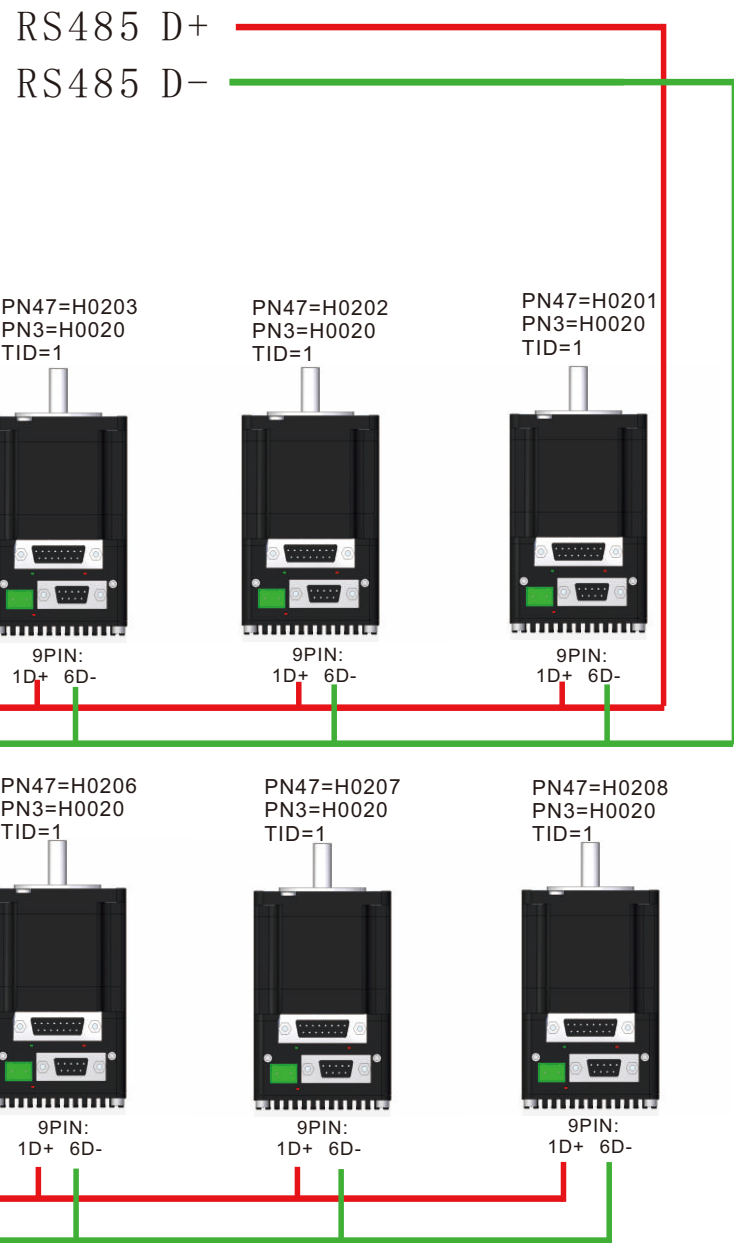 RS485 D+
RS485 D-
PN47=H0203
PN3=H0020
TID=1
PN47=H0202
PN3=H0020
TID=1
PN47=H0201
PN3=H0020
TID=1
9PIN:
1D+ 6D-
9PIN:
1D+ 6D-
9PIN:
1D+ 6D-
PN47=H0206
PN3=H0020
TID=1
PN47=H0207
PN3=H0020
TID=1
PN47=H0208
PN3=H0020
TID=1
9PIN:
1D+ 6D-
9PIN:
1D+ 6D-
9PIN:
1D+ 6D-